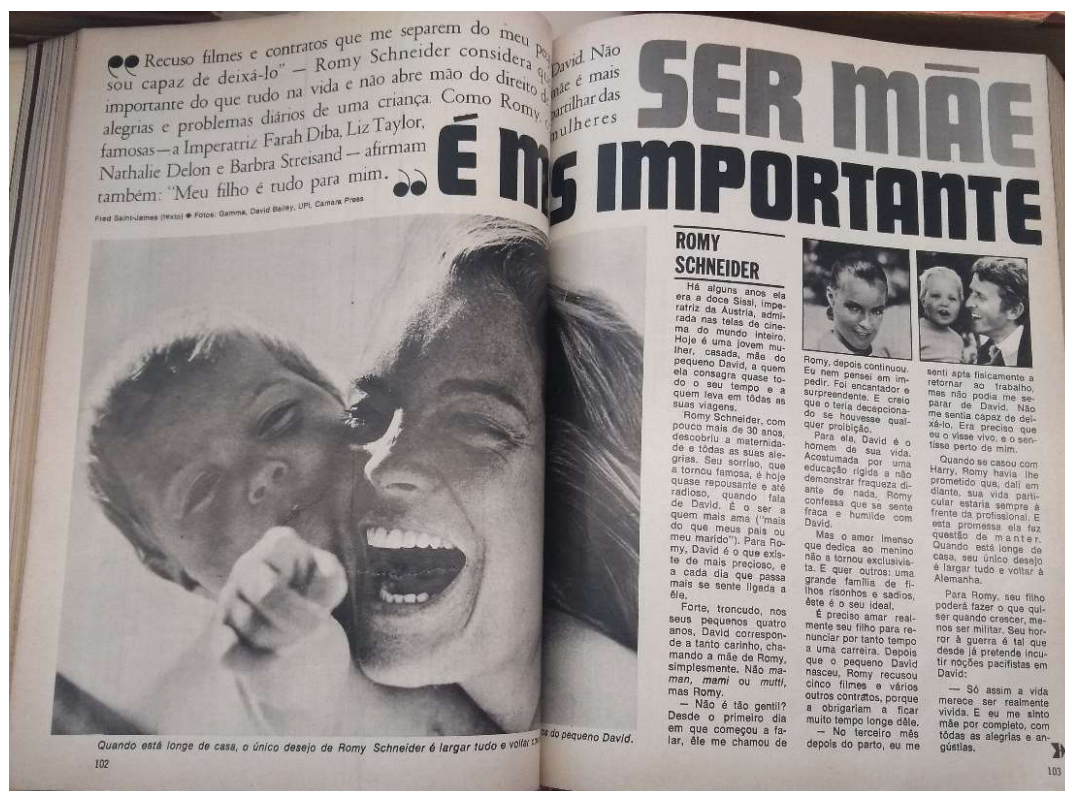 “ Recuso filmes e contratos que me separem do meu David. Não
sou capaz de deixá-lo” — Romy Schneider considera mãe é mais
importante do que tudo na vida e não abre mão do direito partilhar das
alegrias e problemas diários de uma criança. Como Romy, mulheres
famosas—a Imperatriz Farah Diba, Liz Taylor,
Nathalie Delon e Barbra Streisand — afirmam
também: “Meu filho é tudo para mim. ”
Fred Saint-James (texto) ● Fotos: Gamma, David Bailey, UPI, Camera Press
SER MÃE
É M S IMPORTANTE
ROMY
SCHNEIDER
Há alguns anos ela
era a doce Sissi, impe-
ratriz da Austria, admi-
rada nas telas de cine-
ma do mundo inteiro.
Hoje é uma jovem mu-
lher, casada, mãe do
pequeno David, a quem
ela consagra quase to-
do o seu tempo e a
quem leva em tôdas as
suas viagens.
Romy Schneider, com
pouco mais de 30 anos,
descobriu a maternida-
de e tôdas as suas ale-
grias. Seu sorriso, que
a tornou famosa, é hoje
quase repousante e até
radioso, quando fala
de David. É o ser a
quem mais ama (“mais
do que meus pais ou
meu marido”). Para Ro-
my, David é o que exis-
te de mais precioso, e
a cada dia que passa
mais se sente ligada a
êle.
Forte, troncudo, nos
seus pequenos quatro
anos, David correspon-
de a tanto carinho, cha-
mando a mãe de Romy,
simplesmente. Não ma-
man, mami ou mutti,
mas Romy.
— Não é tão gentil?
Desde o primeiro dia
em que começou a fa-
lar, êle me chamou de
Romy, depois continuou.
Eu nem pensei em im-
pedir. Foi encantador e
surpreendente. E creio
que o teria decepciona-
do se houvesse qual-
quer proibição.
Para ela, David é o
homem de sua vida.
Acostumada por uma
educação rígida a não
demonstrar fraqueza di-
ante de nada, Romy
confessa que se sente
fraca e humilde com
David.
Mas o amor imenso
que dedica ao menino
não a tornou exclusivis-
ta. E quer outros: uma
grande família de fi-
lhos risonhos e sadios,
êste é o seu ideal.
É preciso amar real-
mente seu filho para re-
nunciar por tanto tempo
a uma carreira. Depois
que o pequeno David
nasceu, Romy recusou
cinco filmes e vários
outros contratos, porque
a obrigariam a ficar
muito tempo longe dêle.
— No terceiro mês
depois do parto, eu me
senti apta fisicamente a
retornar ao trabalho,
mas não podia me se-
parar de David. Não
me sentia capaz de dei-
xá-lo. Era preciso que
eu o visse vivo, e o sen-
tisse perto de mim.
Quando se casou com
Harry, Romy havia lhe
prometido que, dali em
diante, sua vida parti-
cular estaria sempre à
frente da profissional. E
esta promessa ela faz
questão de manter.
Quando está longe de
casa, seu único desejo
é largar tudo e voltar à
Alemanha.
Para Romy, seu filho
poderá fazer o que qui-
ser quando crescer, me-
nos ser militar. Seu hor-
ror à guerra é tal que
desde já pretende incu-
tir noções pacifistas em
David:
— Só assim a vida
merece ser realmente
vivida. E eu me sinto
mãe por completo, com
tôdas as alegrias e an-
gústias.
Quando está longe de casa, o único desejo de Romy Schneider é largar tudo e voltar do pequeno David.
102
103